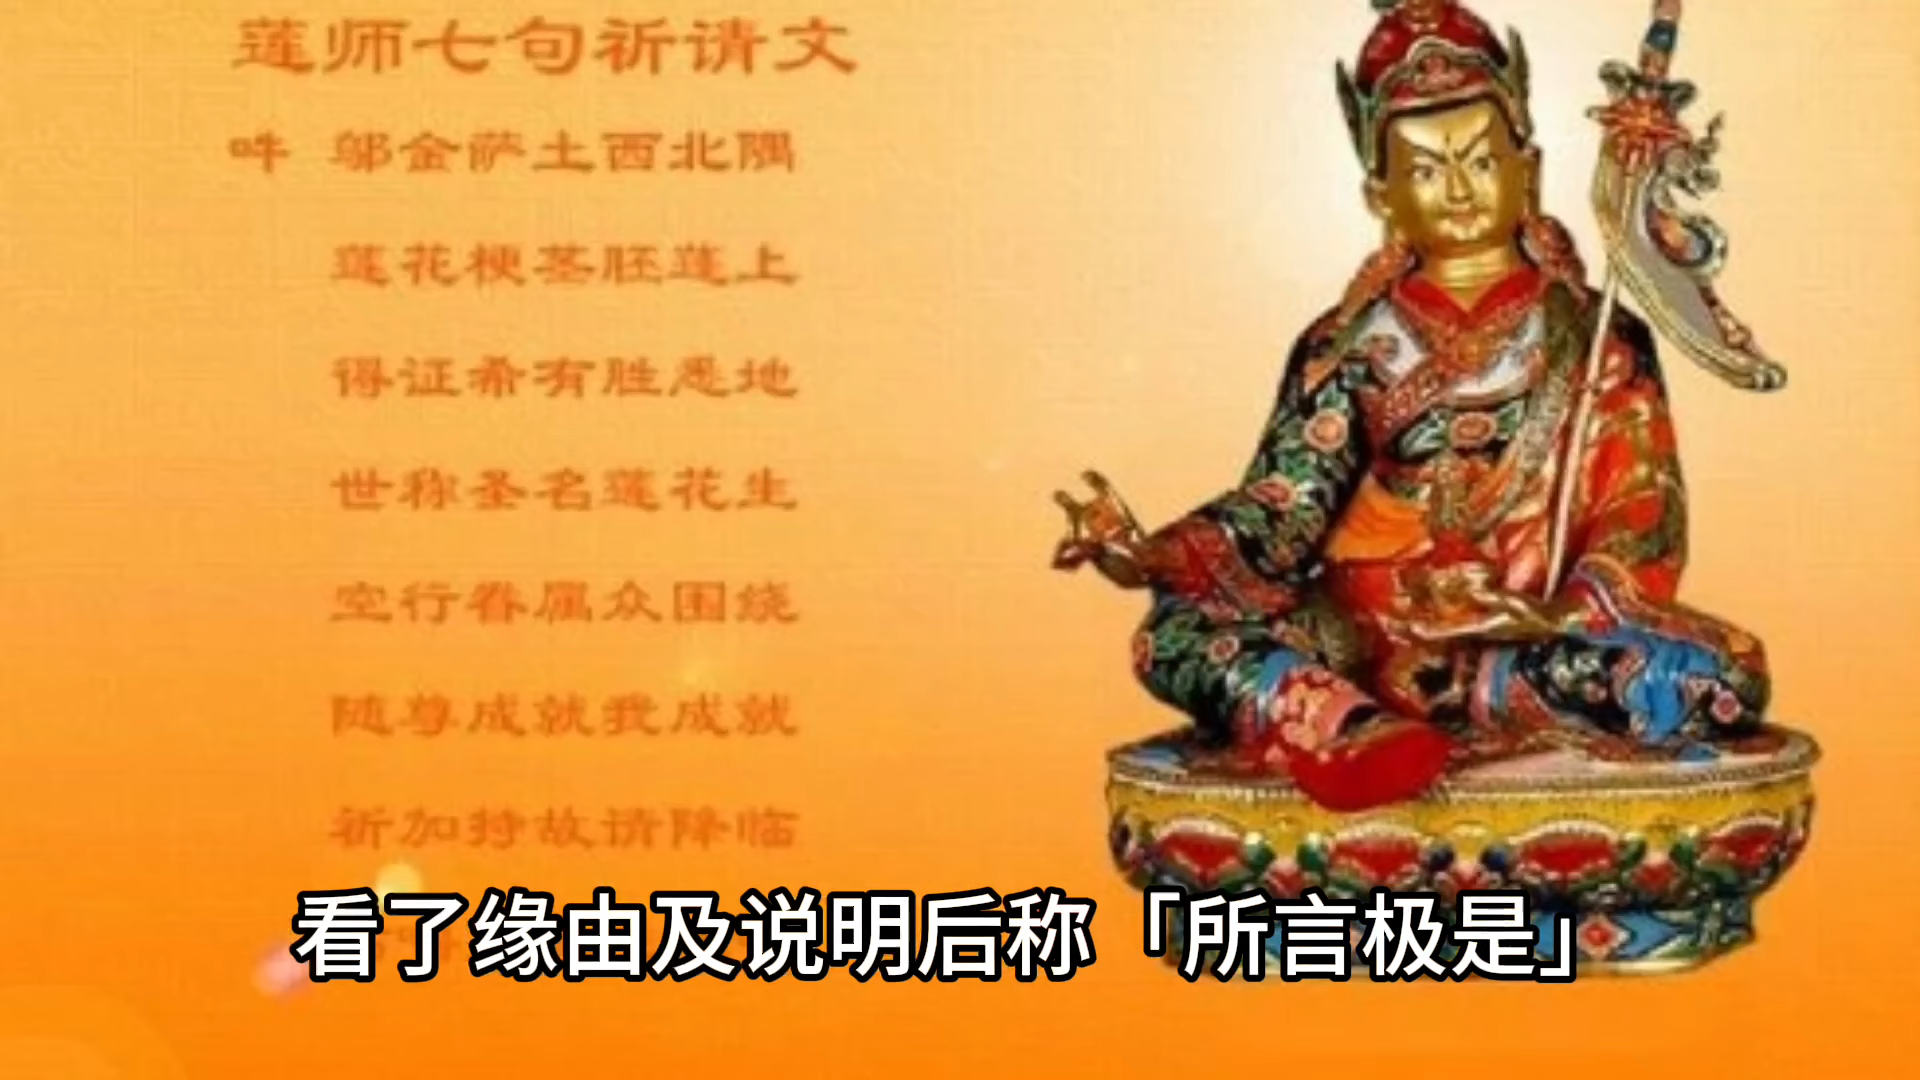 莲师七句祈请文
吽 邬金萨土西北隅
莲花梗茎胚莲上
得证希有胜悉地
世称圣名莲花生
空行眷属众围绕
随尊成就我成就
祈加持故请降临
看了缘由及说明后称「所言极是」